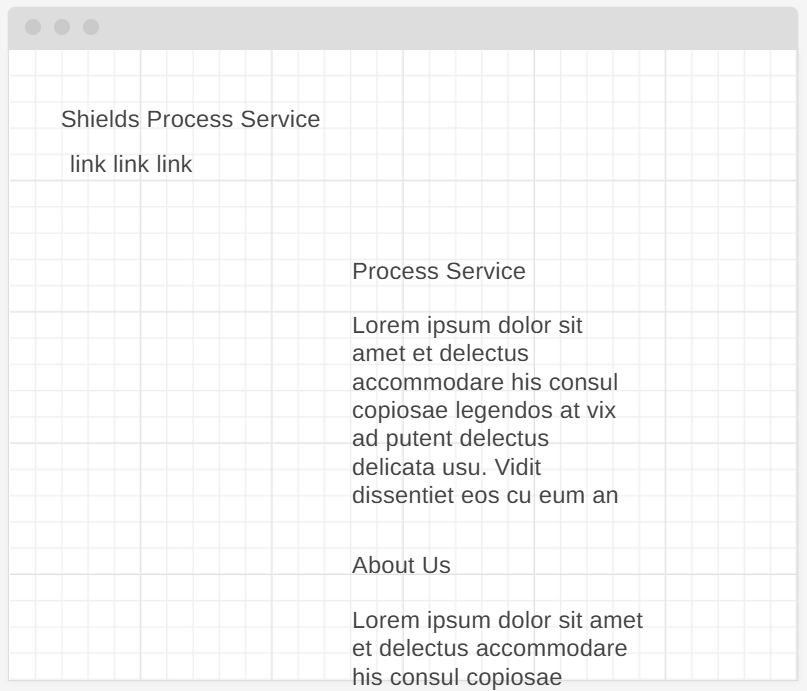 Shields Process Service
link link link
Process Service
Lorem ipsum dolor sit
amet et delectus
accommodare his consul
copiosae legendos at vix
ad putent delectus
delicata usu. Vidit
dissentiet eos cu eum an
About Us
Lorem ipsum dolor sit amet
et delectus accommodare
his consul copiosae